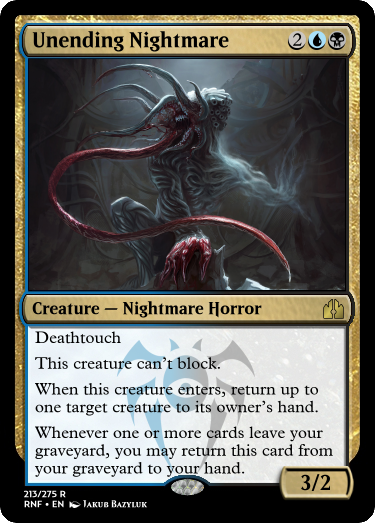 Unending Nightmare 2
Creature — Nightmare Horror
Deathtouch
This creature can't block.
When this creature enters, return up to
one target creature to its owner's hand.
Whenever one or more cards leave your
graveyard, you may return this card from
your graveyard to your hand.
3/2
213/275 R
RNF • EN Jakub Bazyluk